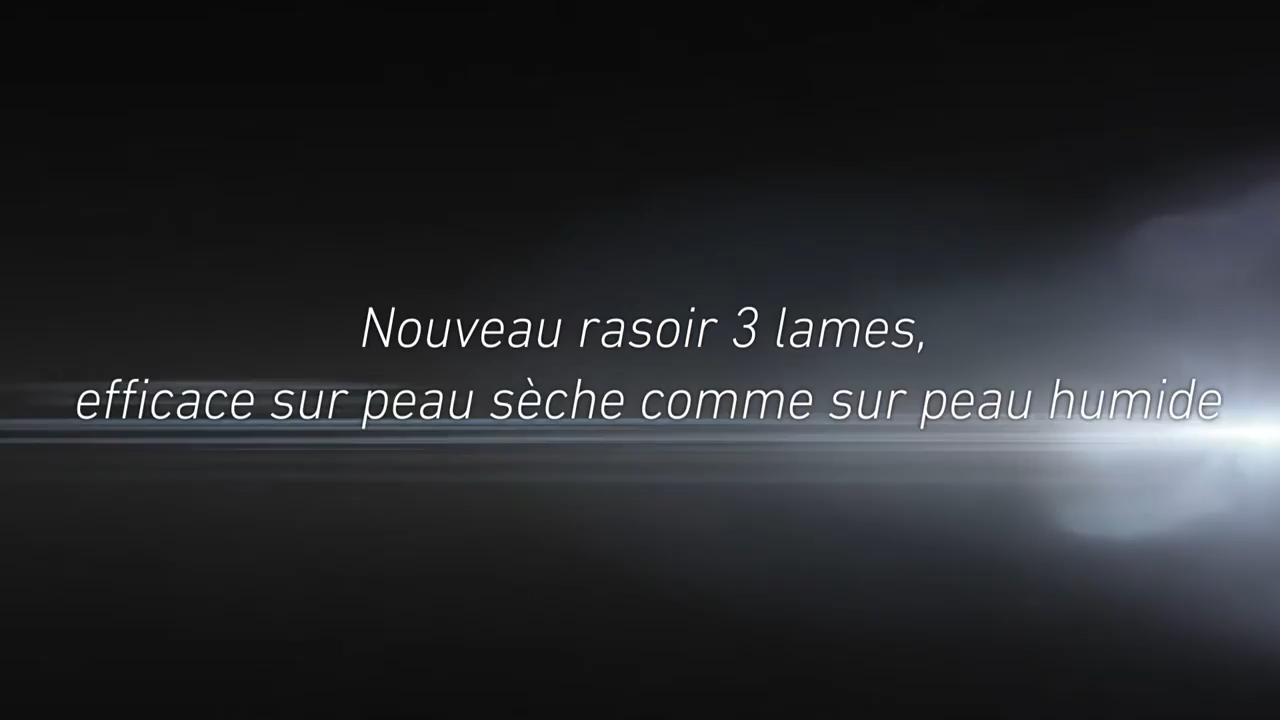 Nouveau rasoir 3 lames,
efficace sur peau sèche comme sur peau humide